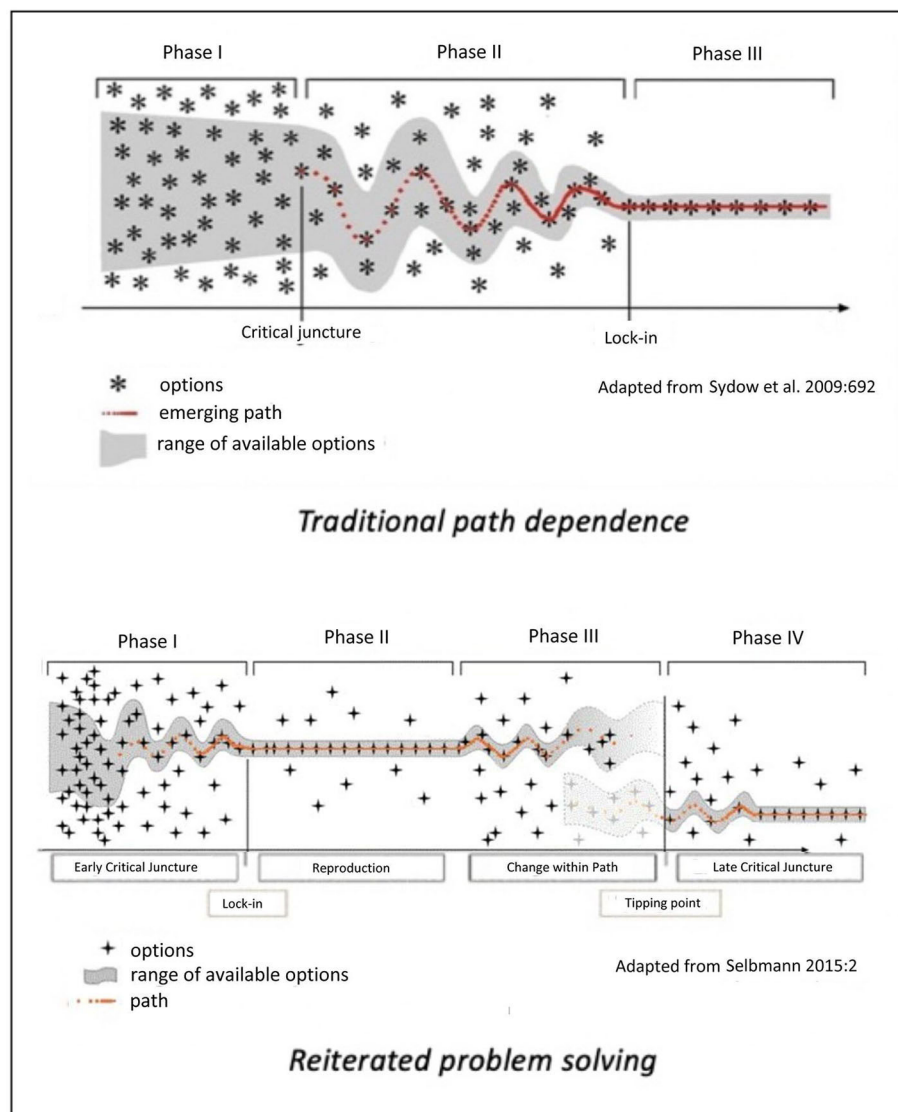 Phase I
Phase II
Phase III
Critical juncture
Lock-in
options
Adapted from Sydow et al. 2009:692
emerging path
range of available options
Traditional path dependence
Phase I
Phase II
Phase III
Phase IV
Early Critical Juncture
Reproduction
Change within Path
Late Critical Juncture
Lock-in
Tipping point
options
range of available options
Adapted from Selbmann 2015:2
path
Reiterated problem solving